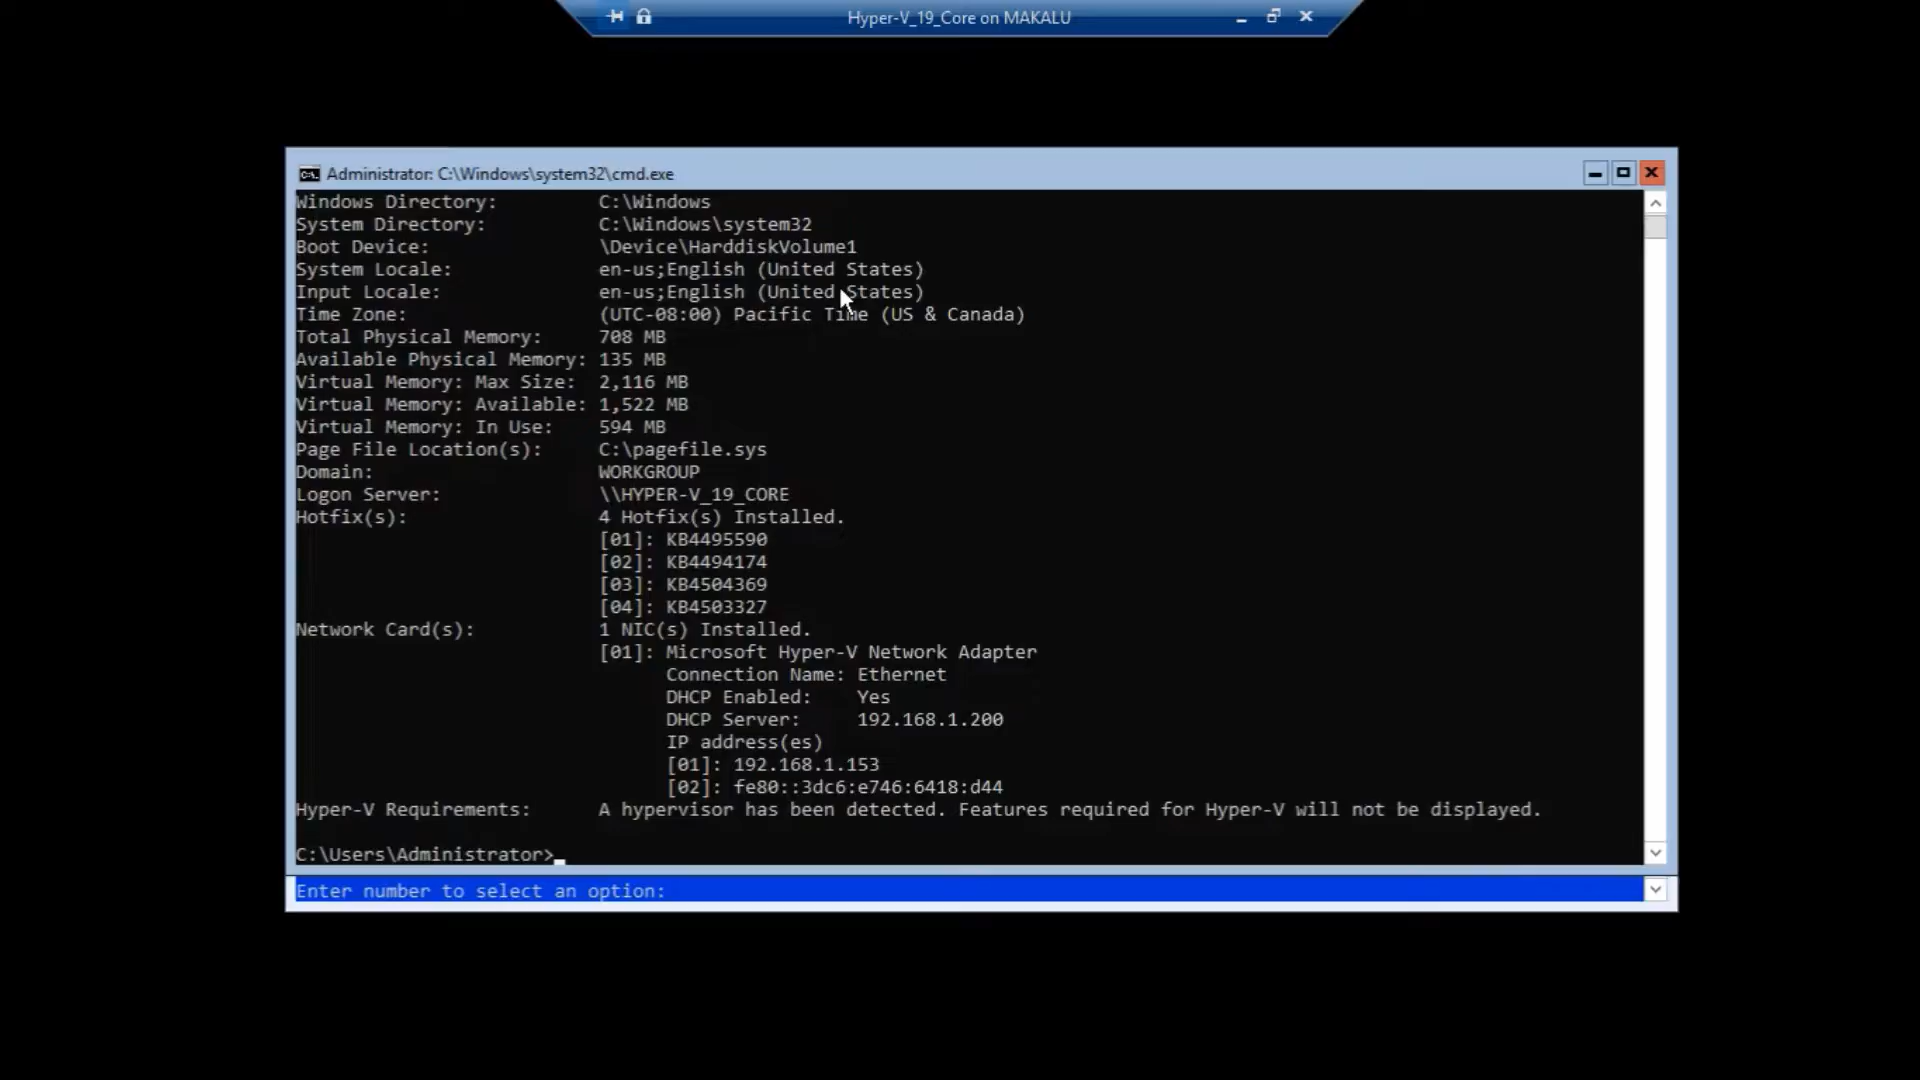 Hyper-V_19_Core on MAKALU
Administrator: C:\Windows\system32\cmd.exe
Windows Directory: C:\Windows
System Directory: C:\Windows\system32
Boot Device: \Device\HarddiskVolume1
System Locale: en-us;English (United States)
Input Locale: en-us;English (United States)
Time Zone: (UTC-08:00) Pacific Time (US & Canada)
Total Physical Memory: 708 MB
Available Physical Memory: 135 MB
Virtual Memory: Max Size: 2,116 MB
Virtual Memory: Available: 1,522 MB
Virtual Memory: In Use: 594 MB
Page File Location(s): C:\pagefile.sys
Domain: WORKGROUP
Logon Server: \\HYPER-V_19_CORE
Hotfix(s): 4 Hotfix(s) Installed.
[01]: KB4495590
[02]: KB4494174
[03]: KB4504369
[04]: KB4503327
Network Card(s): 1 NIC(s) Installed.
[01]: Microsoft Hyper-V Network Adapter
Connection Name: Ethernet
DHCP Enabled: Yes
DHCP Server: 192.168.1.200
IP address(es)
[01]: 192.168.1.153
[02]: fe80::3dc6:e746:6418:d44
Hyper-V Requirements: A hypervisor has been detected. Features required for Hyper-V will not be displayed.
C:\Users\Administrator>
Enter number to select an option: